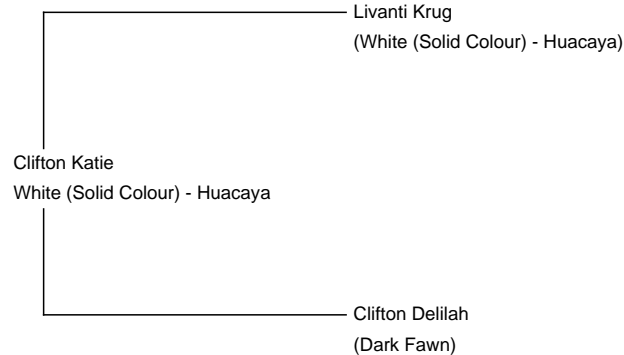 Livanti Krug
(White (Solid Colour) - Huacaya)
Clifton Katie
White (Solid Colour) - Huacaya
Clifton Delilah
(Dark Fawn)